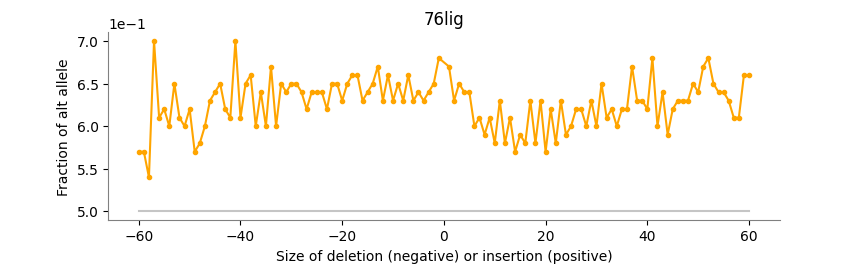 76lig
1e−1
7.0
6.5
6.0
5.5
5.0
Fraction of alt allele
−60 −40 −20 0 20 40 60
Size of deletion (negative) or insertion (positive)